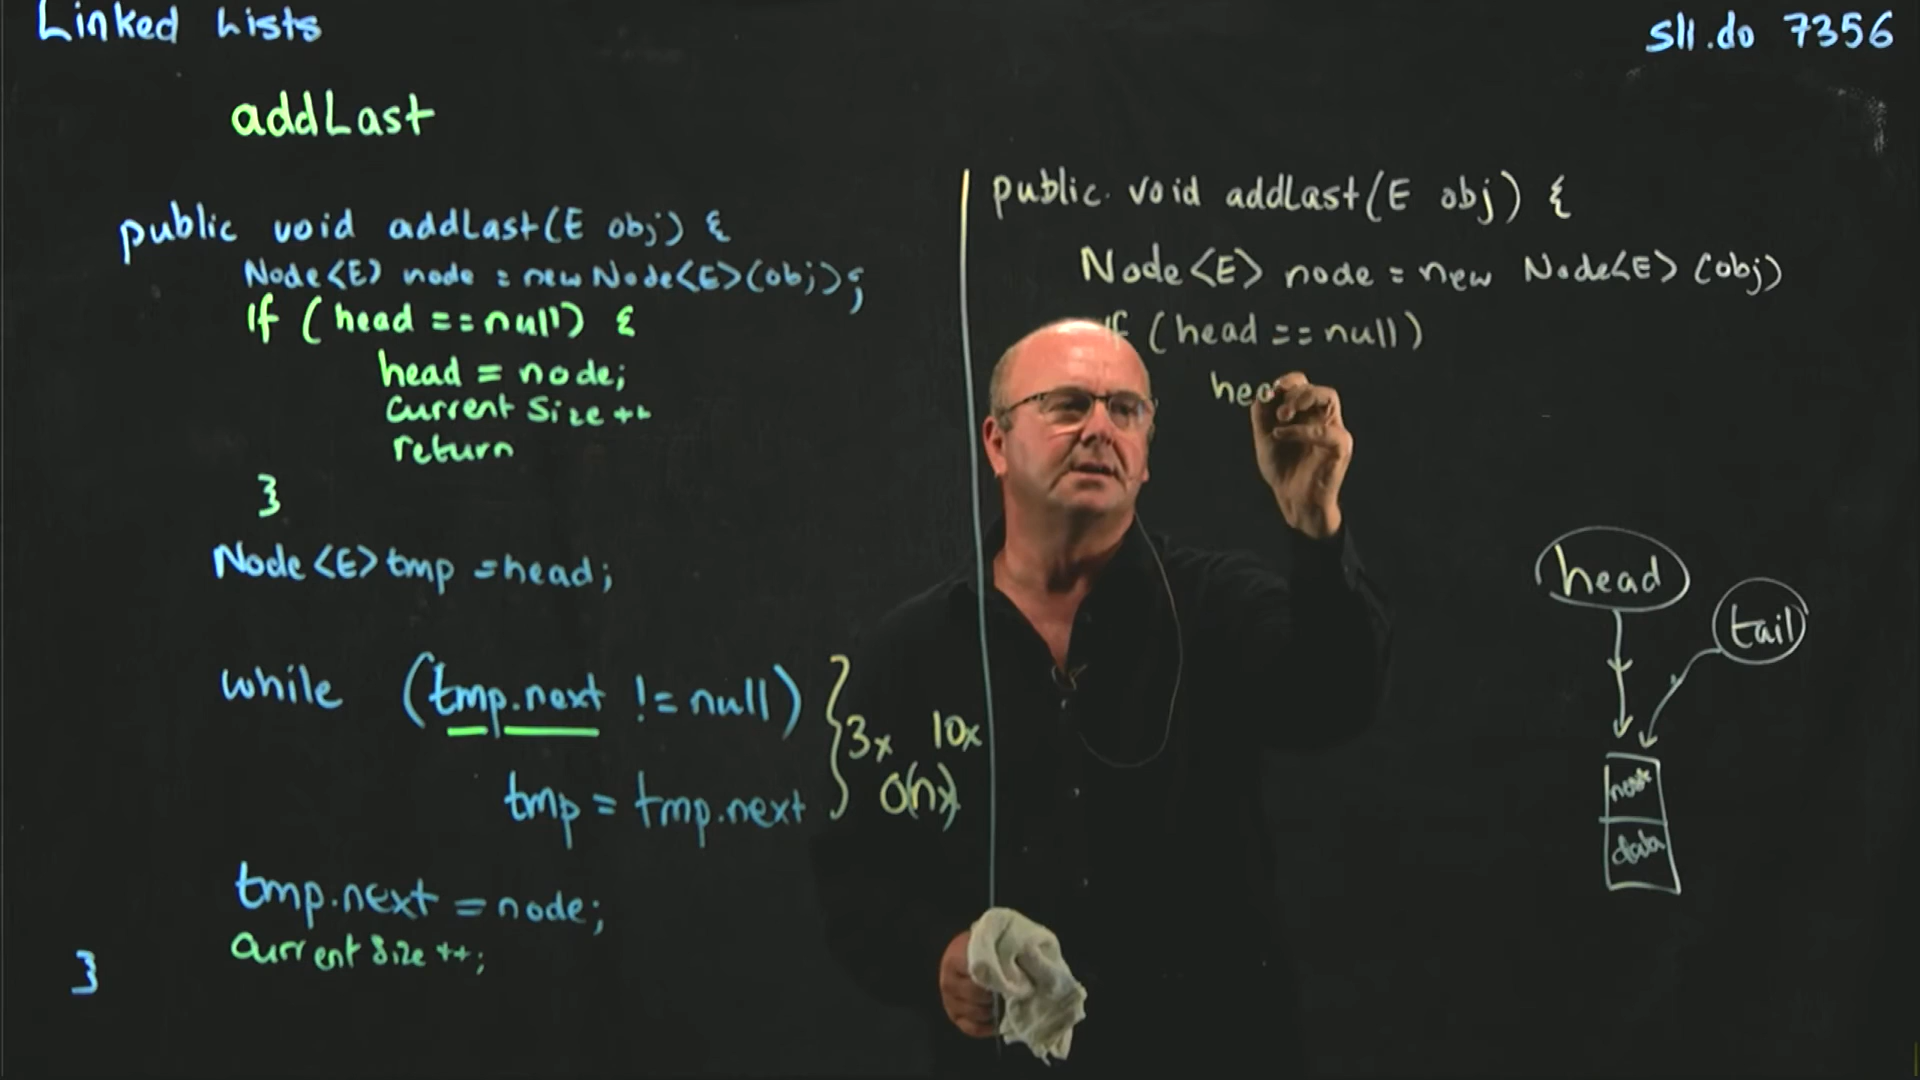 Linked Lists
sli.do 7356
addLast
public void addLast(E obj) {
Node<E> node = new Node<E>(obj);
If (head == null) {
head = node;
Current Size ++
return
}
Node<E> tmp = head;
while (tmp.next != null)
tmp = tmp.next
3x 10x
O(n)
tmp.next = node;
Current Size ++;
}
public void addLast(E obj) {
Node<E> node = new Node<E> (obj)
If (head == null)
hea
head
tail
next
data